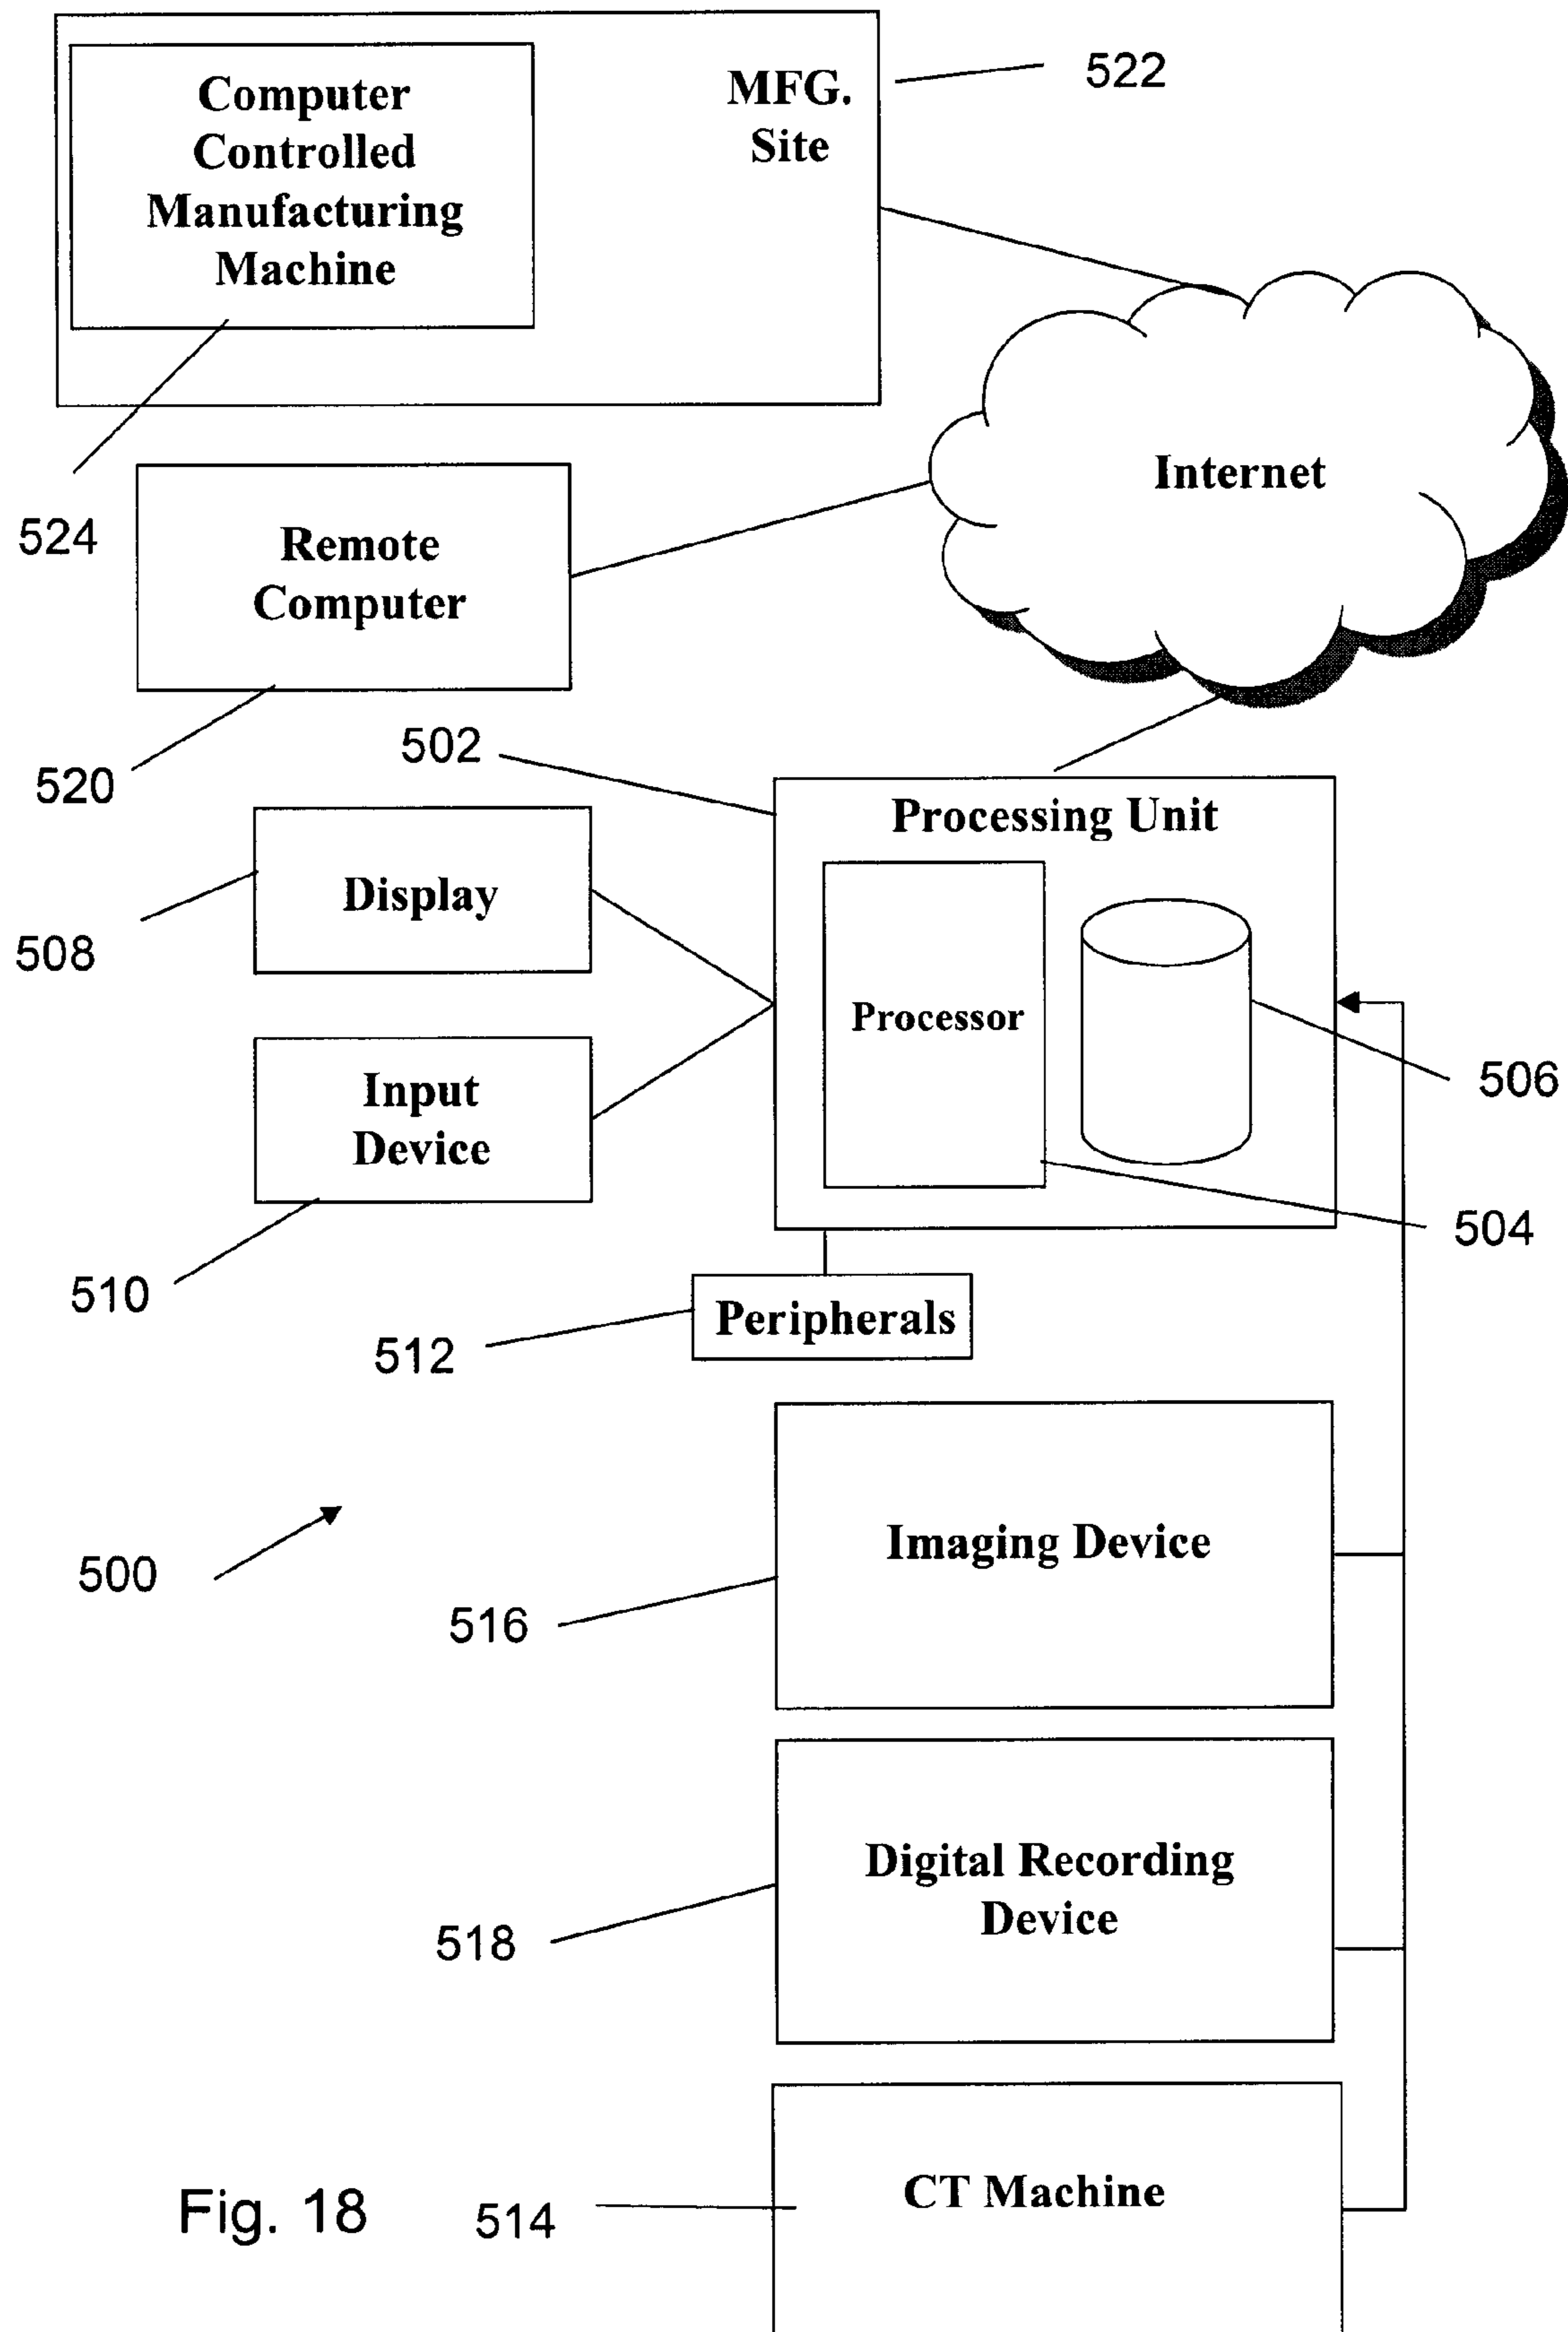 Computer
Controlled
Manufacturing
Machine
MFG.
Site
522
Internet
524
Remote
Computer
520
502
Processing Unit
Display
508
Processor
506
Input
Device
504
510
Peripherals
512
Imaging Device
500
516
Digital Recording
Device
518
CT Machine
514
Fig. 18